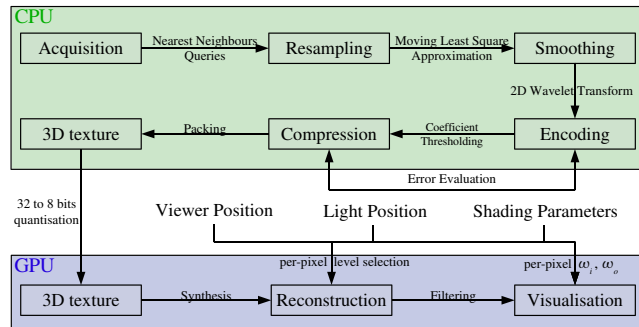 CPU
Acquisition
Nearest Neighbours
Queries
Resampling
Moving Least Square
Approximation
Smoothing
2D Wavelet Transform
3D texture
Packing
Compression
Coefficient
Thresholding
Encoding
Error Evaluation
32 to 8 bits
quantisation
Viewer Position
Light Position
Shading Parameters
GPU
per-pixel level selection
per-pixel ω_i, ω_o
3D texture
Synthesis
Reconstruction
Filtering
Visualisation